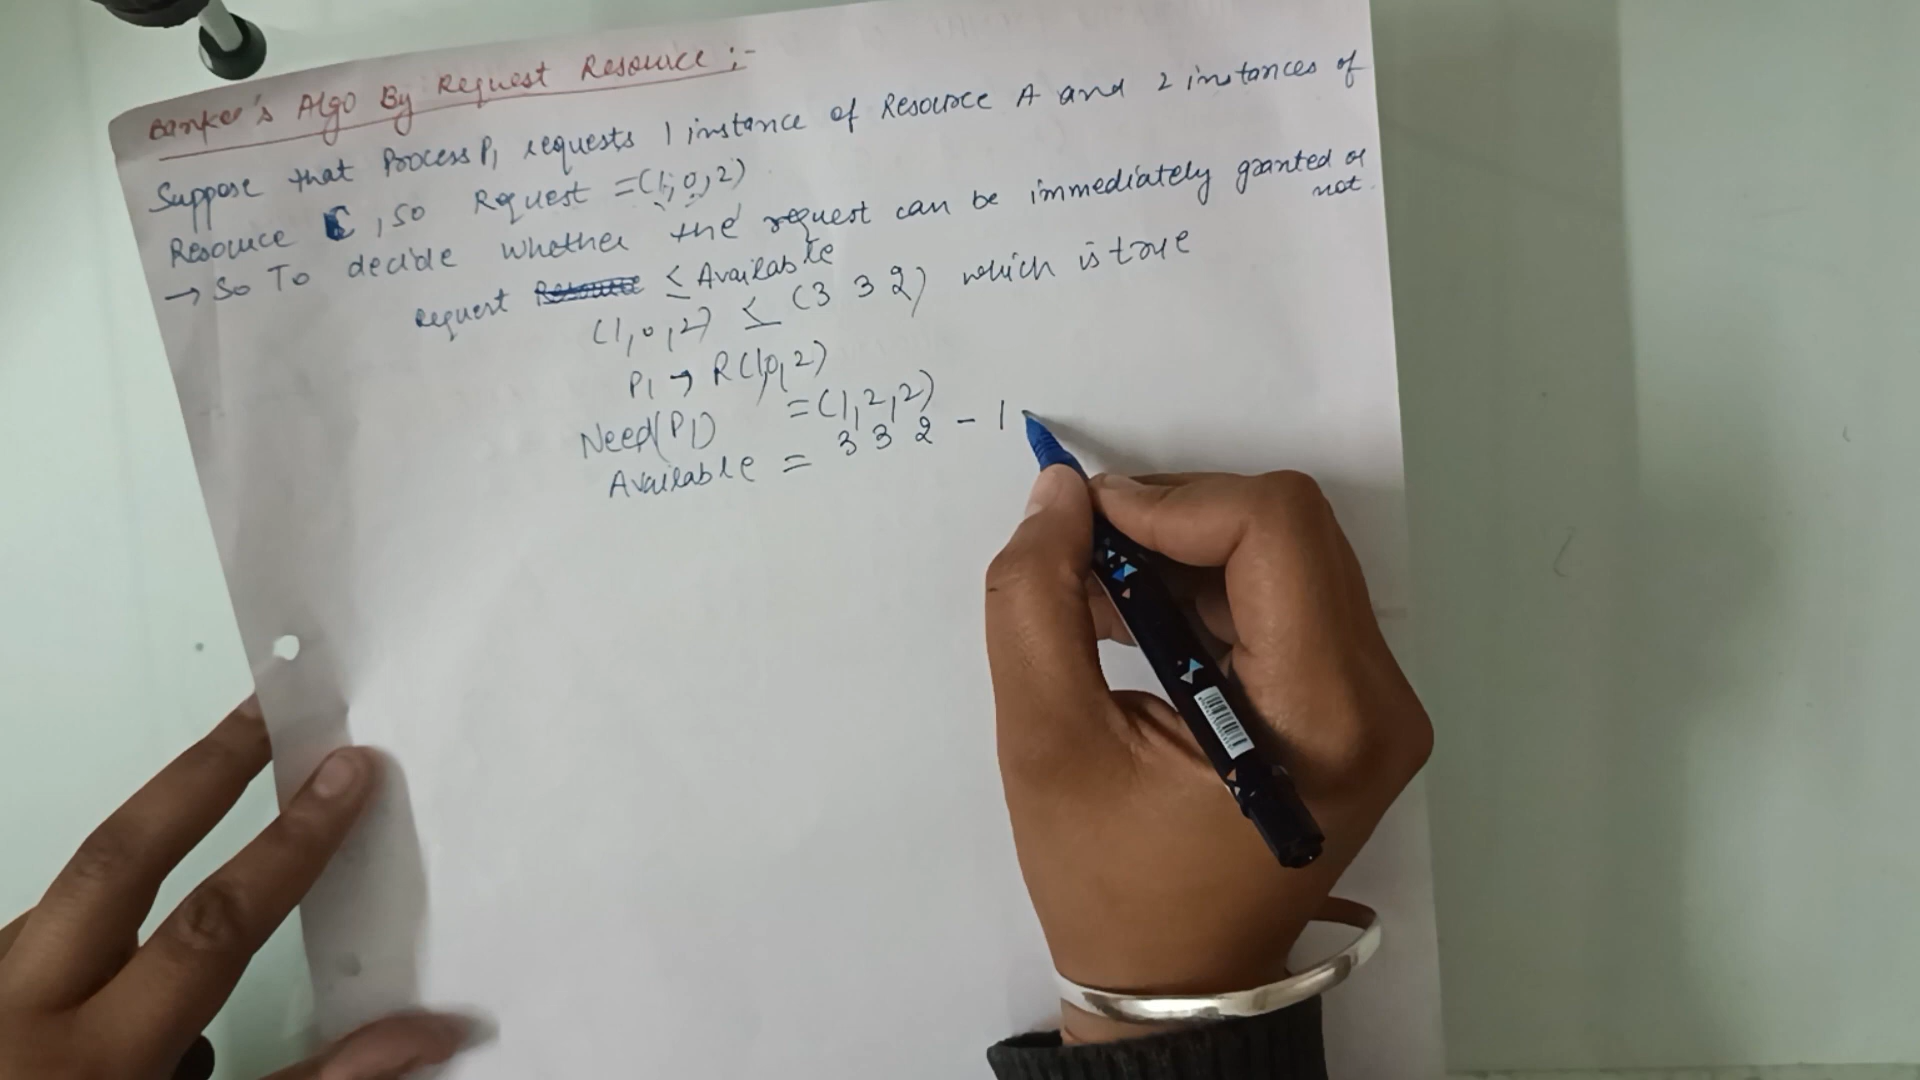 Banker's Algo By Request Resource :-
Suppose that Process P1 requests 1 instance of Resource A and 2 instances of
Resource C, so Request = (1, 0, 2)
→ So To decide whether the request can be immediately granted or not.
Request ≤ Available
(1, 0, 2) ≤ (3 3 2) which is true
P1 → R(1,0,2)
Need(P1) = (1, 2, 2)
Available = 3 3 2 - 1